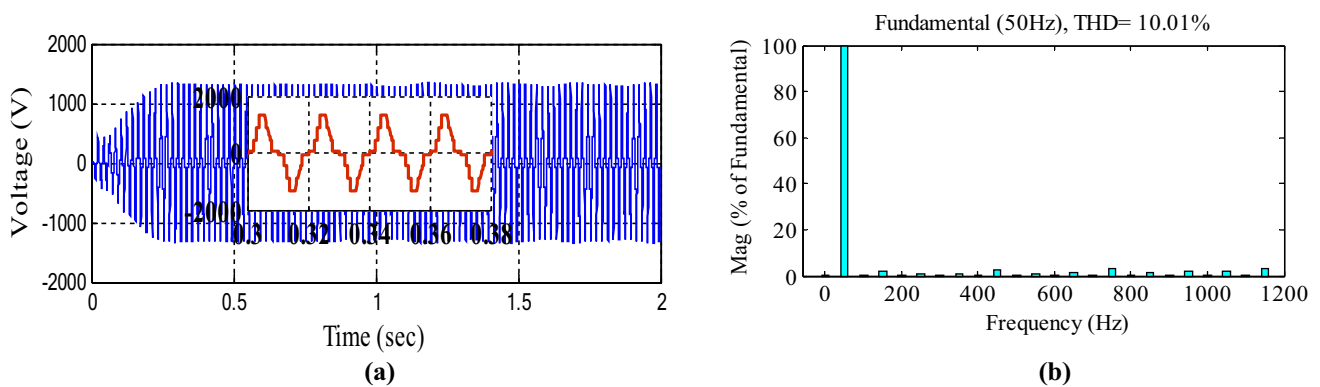 2000
1000
0
-1000
-2000
Voltage (V)
2000
0
-2000
0.3 0.32 0.34 0.36 0.38
0 0.5 1 1.5 2
Time (sec)
(a)
Fundamental (50Hz), THD= 10.01%
100
80
60
40
20
0
Mag (% of Fundamental)
0 200 400 600 800 1000 1200
Frequency (Hz)
(b)